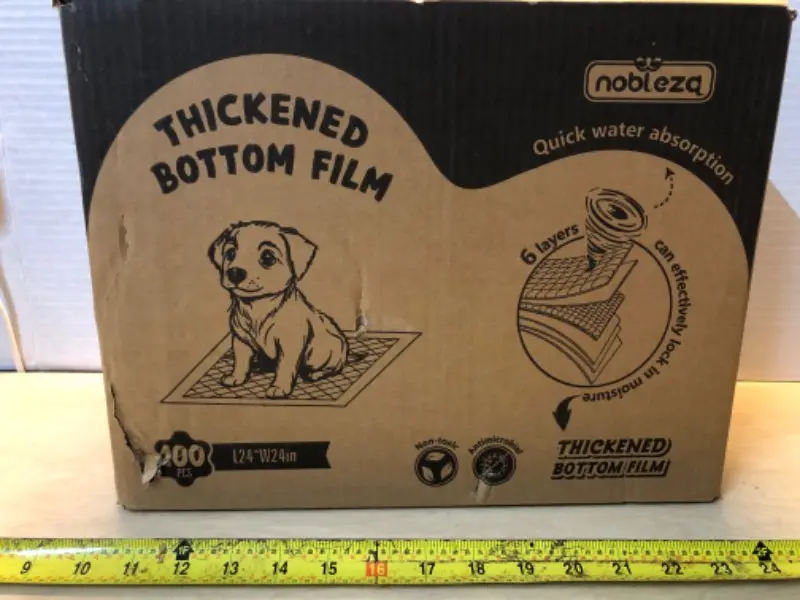 THICKENED
BOTTOM FILM
nobleza
Quick water absorption
6 layers
can effectively lock in moisture
THICKENED
BOTTOM FILM
Non-toxic
Antimicrobial
00
PCS
L24*W24in
1F
9 10 11 12 13 14 15 16 17 18 19 20 21 22 23 24